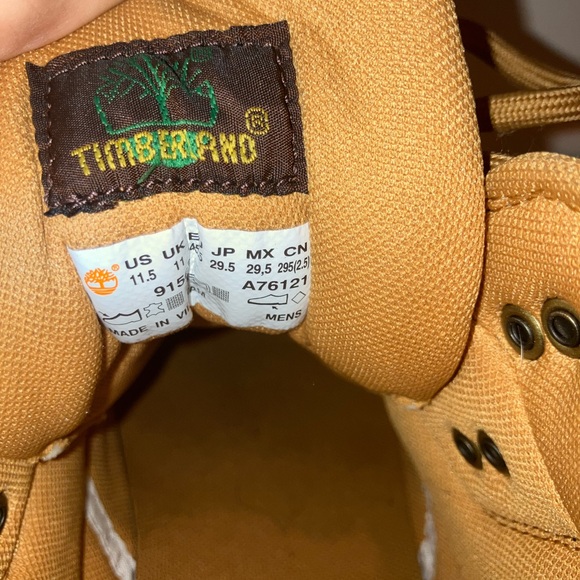 TIMBERLAND®
US UK JP MX CN
11.5 11 29.5 29,5 295(2.5)
A76121
MENS
MADE IN